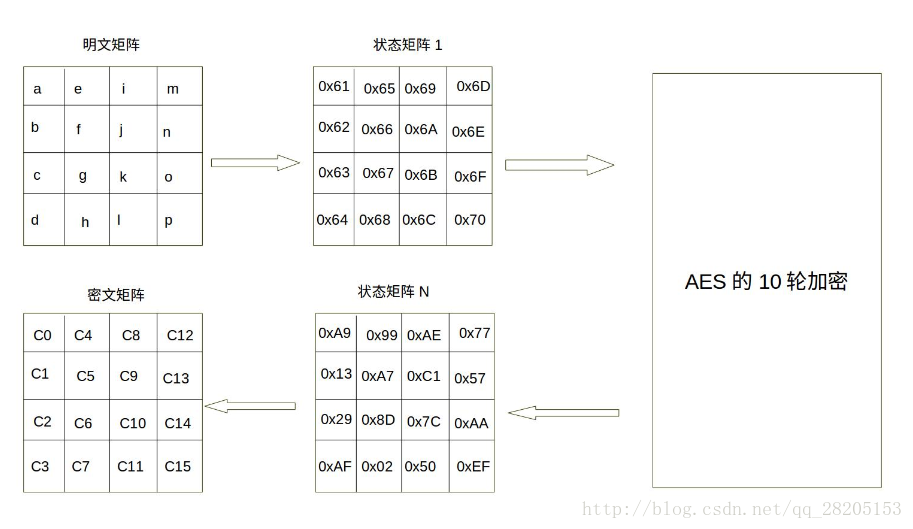 明文矩阵
a e i m
b f j n
c g k o
d h l p
状态矩阵 1
0x61 0x65 0x69 0x6D
0x62 0x66 0x6A 0x6E
0x63 0x67 0x6B 0x6F
0x64 0x68 0x6C 0x70
AES 的 10 轮加密
密文矩阵
C0 C4 C8 C12
C1 C5 C9 C13
C2 C6 C10 C14
C3 C7 C11 C15
状态矩阵 N
0xA9 0x99 0xAE 0x77
0x13 0xA7 0xC1 0x57
0x29 0x8D 0x7C 0xAA
0xAF 0x02 0x50 0xEF
http://blog.csdn.net/qq_28205153